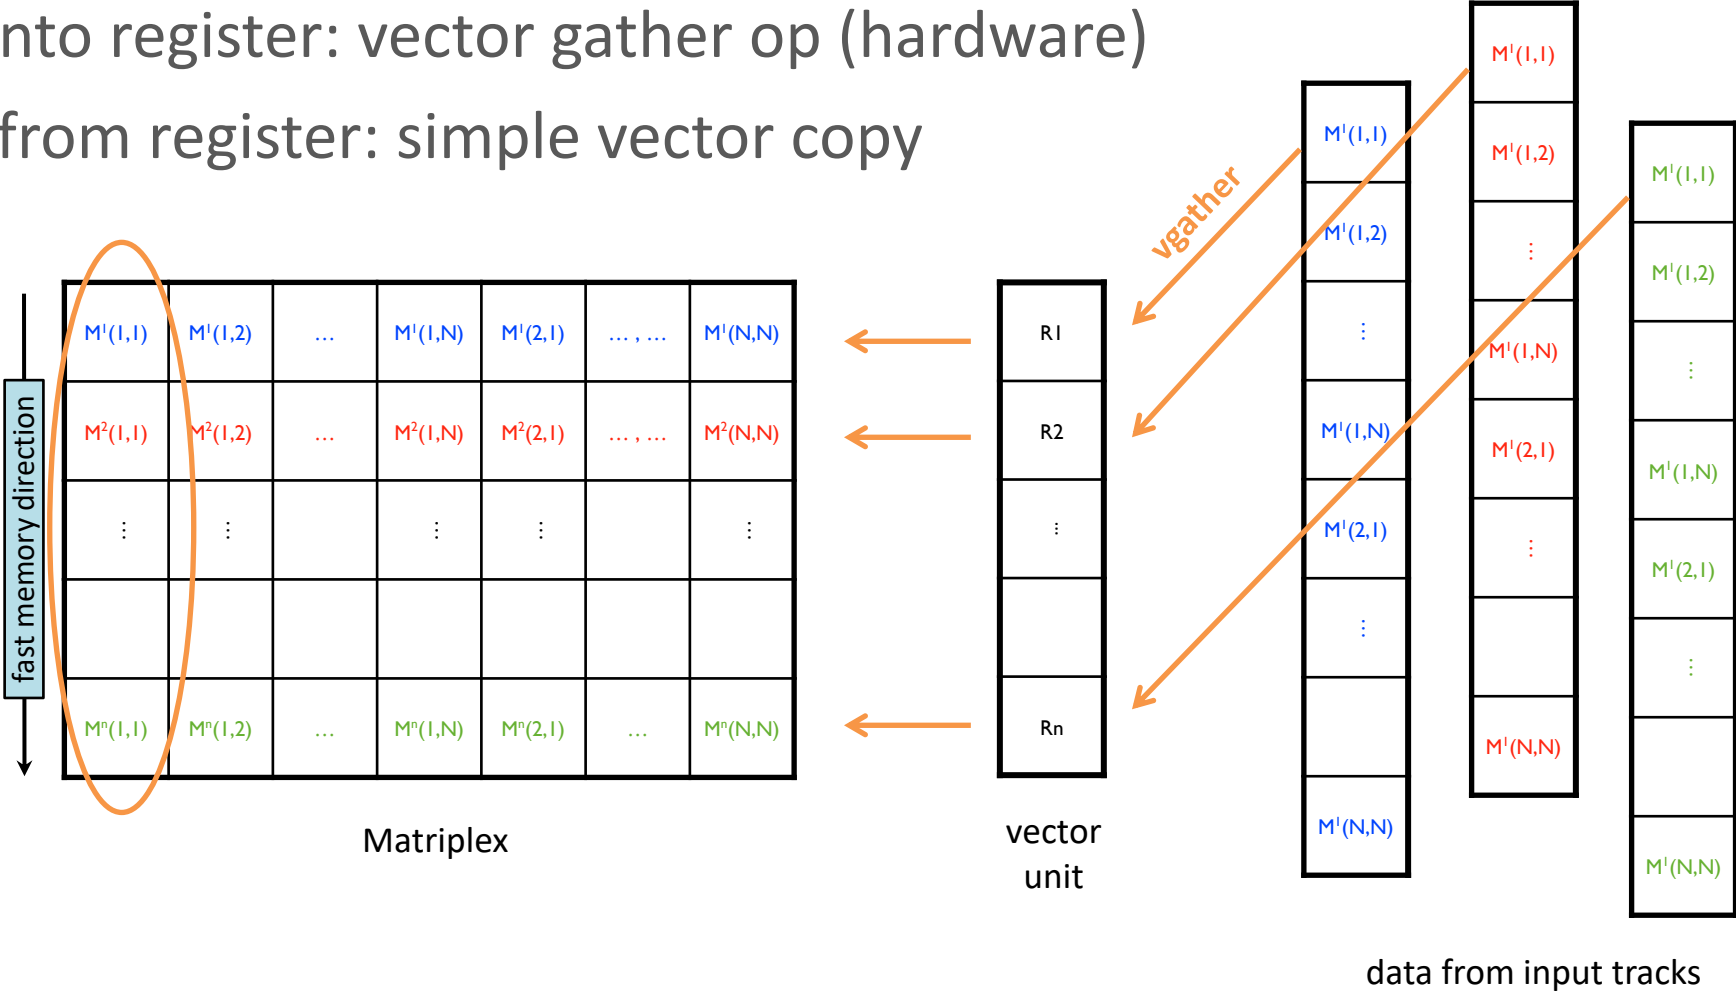 nto register: vector gather op (hardware)
from register: simple vector copy
vgather
fast memory direction
M¹(1,1) M¹(1,2) … M¹(1,N) M¹(2,1) … , … M¹(N,N)
M²(1,1) M²(1,2) … M²(1,N) M²(2,1) … , … M²(N,N)
⋮ ⋮ ⋮ ⋮ ⋮
Mⁿ(1,1) Mⁿ(1,2) … Mⁿ(1,N) Mⁿ(2,1) … Mⁿ(N,N)
Matriplex
R1
R2
⋮
Rn
vector
unit
M¹(1,1)
M¹(1,2)
⋮
M¹(1,N)
M¹(2,1)
⋮
M¹(N,N)
M¹(1,1)
M¹(1,2)
⋮
M¹(1,N)
M¹(2,1)
⋮
M¹(N,N)
M¹(1,1)
M¹(1,2)
⋮
M¹(1,N)
M¹(2,1)
⋮
M¹(N,N)
data from input tracks